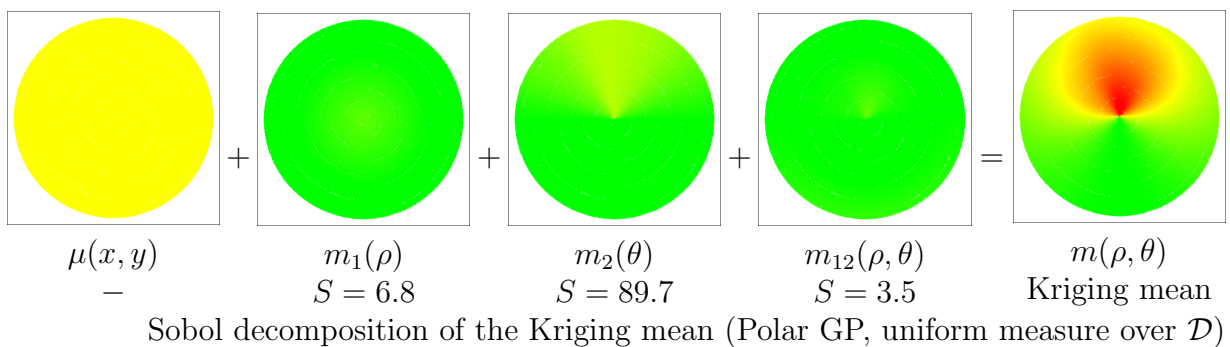 + + + =
μ(x, y) m₁(ρ) m₂(θ) m₁₂(ρ, θ) m(ρ, θ)
− S = 6.8 S = 89.7 S = 3.5 Kriging mean
Sobol decomposition of the Kriging mean (Polar GP, uniform measure over 𝒟)